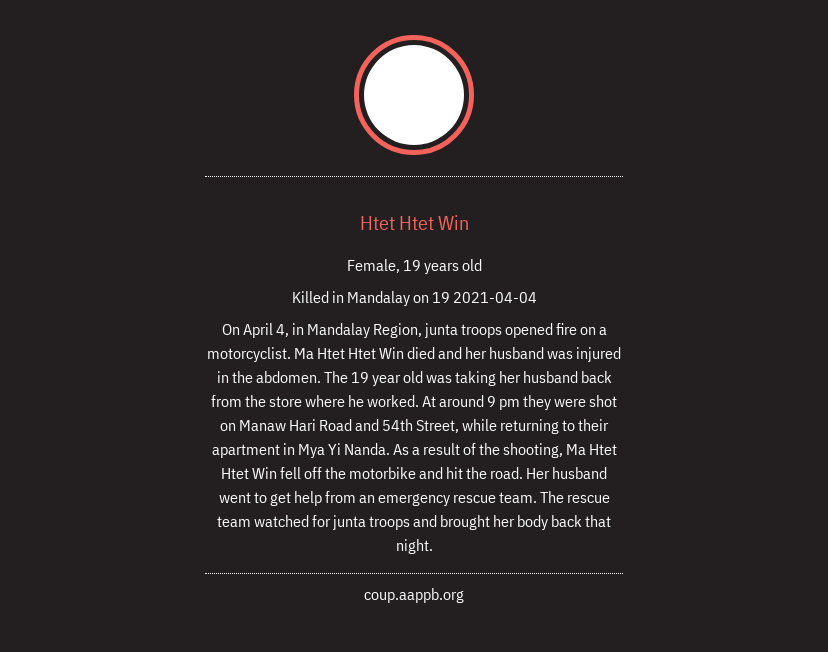 Htet Htet Win
Female, 19 years old
Killed in Mandalay on 19 2021-04-04
On April 4, in Mandalay Region, junta troops opened fire on a
motorcyclist. Ma Htet Htet Win died and her husband was injured
in the abdomen. The 19 year old was taking her husband back
from the store where he worked. At around 9 pm they were shot
on Manaw Hari Road and 54th Street, while returning to their
apartment in Mya Yi Nanda. As a result of the shooting, Ma Htet
Htet Win fell off the motorbike and hit the road. Her husband
went to get help from an emergency rescue team. The rescue
team watched for junta troops and brought her body back that
night.
coup.aappb.org